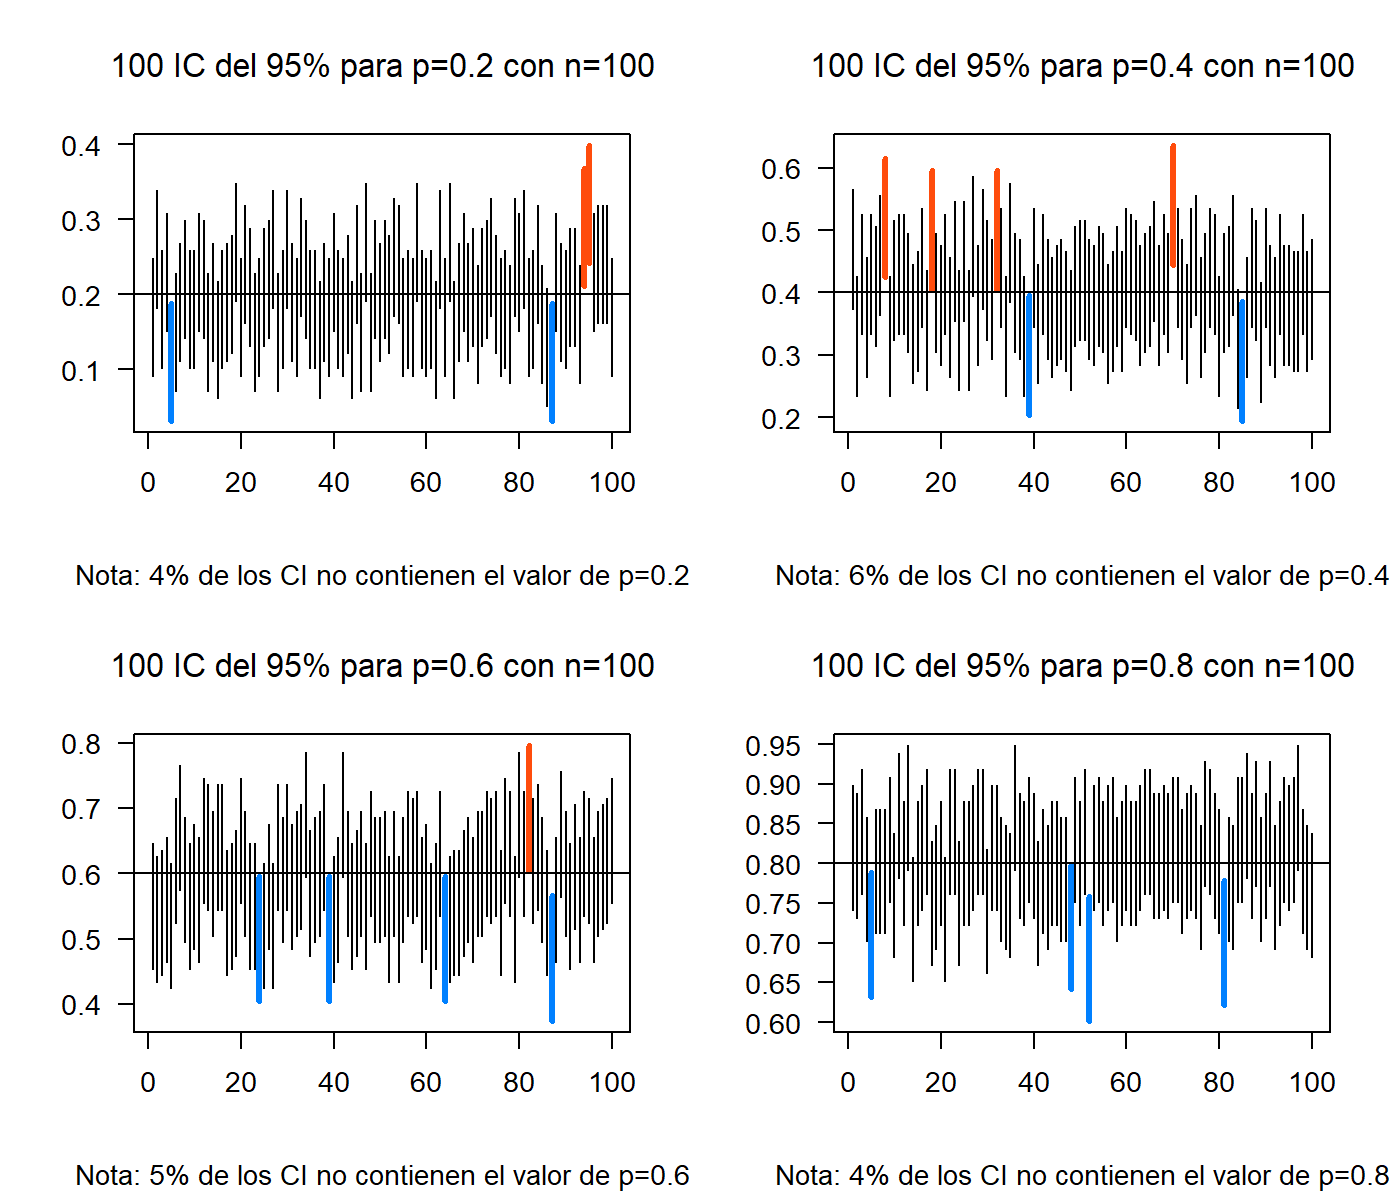 100 IC del 95% para p=0.2 con n=100
0.4
0.3
0.2
0.1
0 20 40 60 80 100
Nota: 4% de los CI no contienen el valor de p=0.2
100 IC del 95% para p=0.4 con n=100
0.6
0.5
0.4
0.3
0.2
0 20 40 60 80 100
Nota: 6% de los CI no contienen el valor de p=0.4
100 IC del 95% para p=0.6 con n=100
0.8
0.7
0.6
0.5
0.4
0 20 40 60 80 100
Nota: 5% de los CI no contienen el valor de p=0.6
100 IC del 95% para p=0.8 con n=100
0.95
0.90
0.85
0.80
0.75
0.70
0.65
0.60
0 20 40 60 80 100
Nota: 4% de los CI no contienen el valor de p=0.8